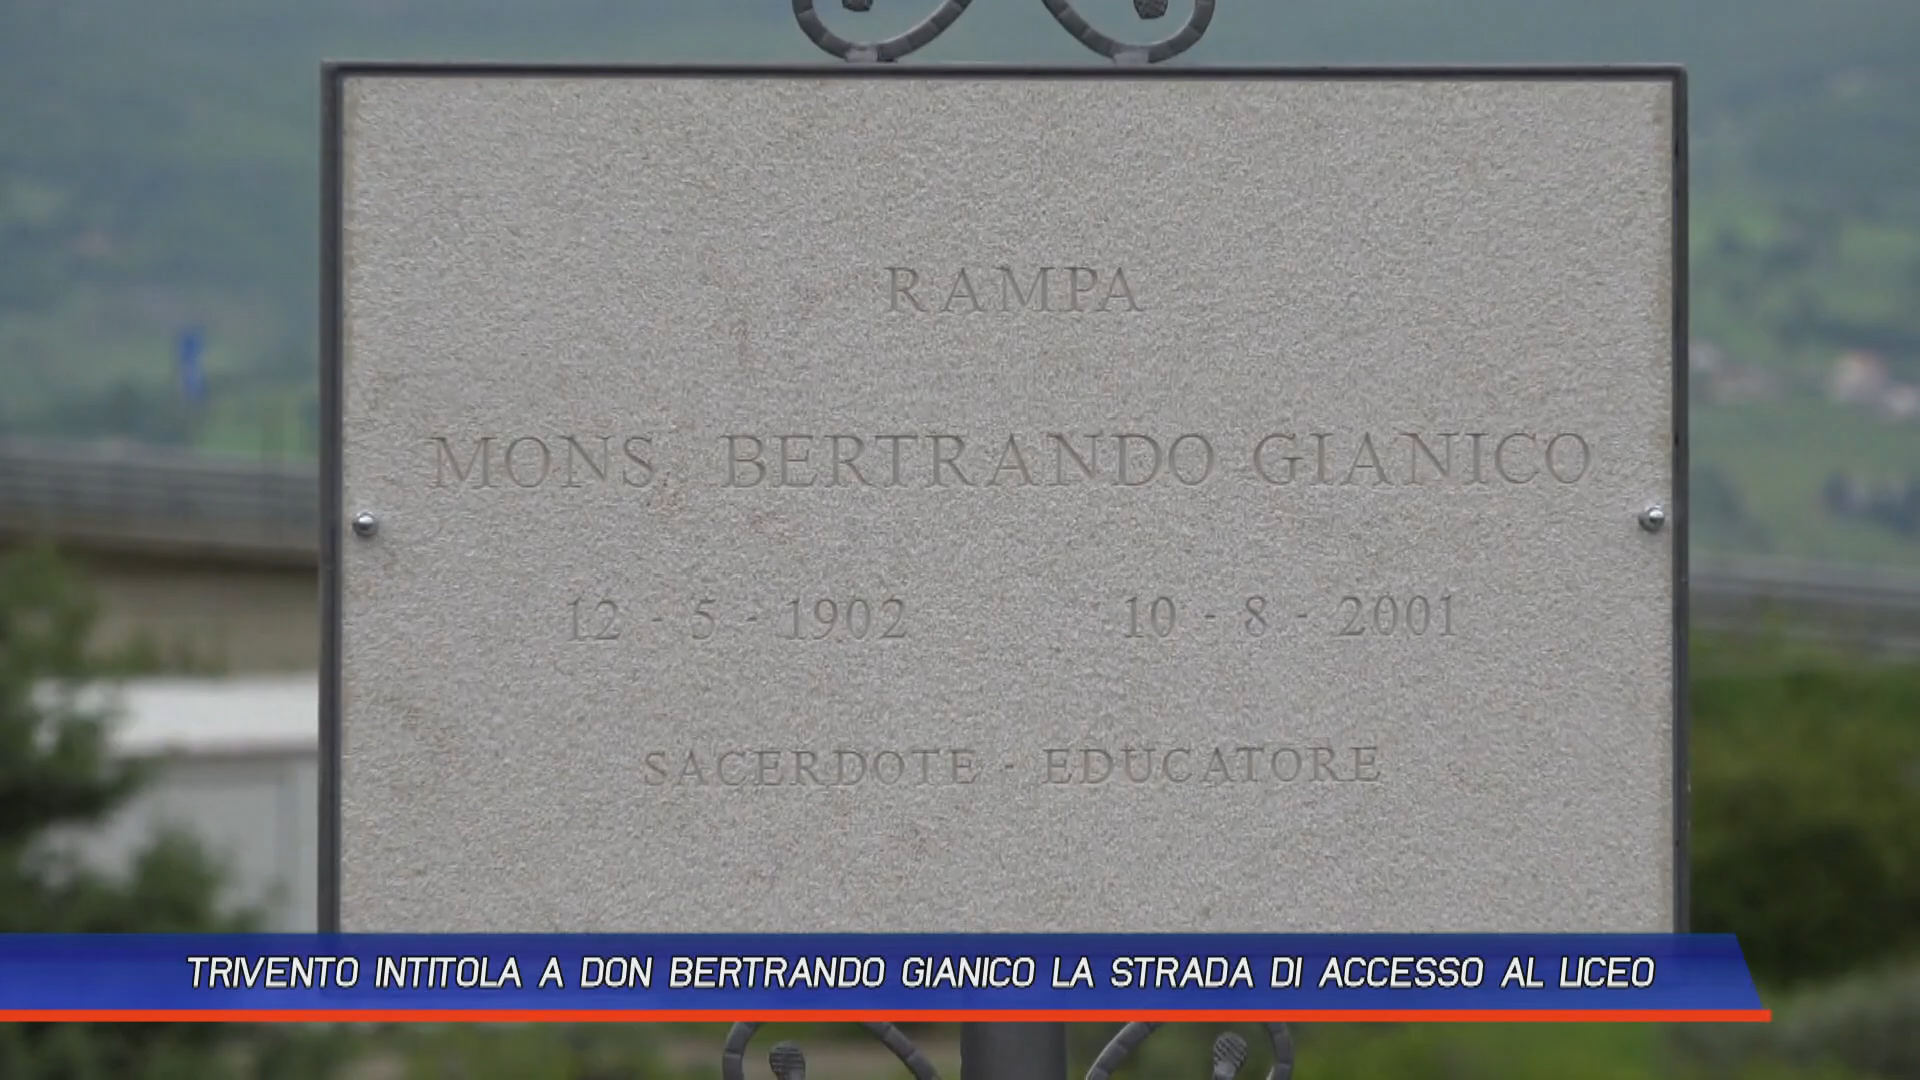 RAMPA
MONS. BERTRANDO GIANICO
12 - 5 - 1902 10 - 8 - 2001
SACERDOTE - EDUCATORE
TRIVENTO INTITOLA A DON BERTRANDO GIANICO LA STRADA DI ACCESSO AL LICEO